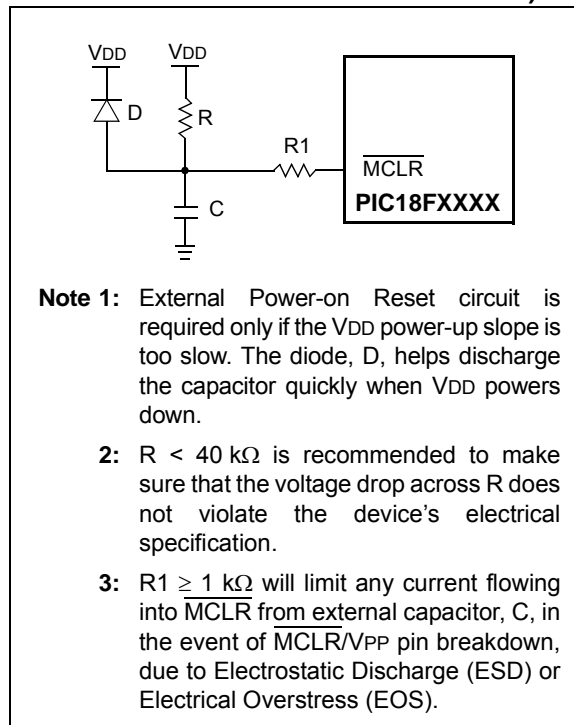 VDD VDD
D
R
R1
C
MCLR
PIC18FXXXX
Note 1: External Power-on Reset circuit is
required only if the VDD power-up slope is
too slow. The diode, D, helps discharge
the capacitor quickly when VDD powers
down.
2: R < 40 kΩ is recommended to make
sure that the voltage drop across R does
not violate the device's electrical
specification.
3: R1 ≥ 1 kΩ will limit any current flowing
into MCLR from external capacitor, C, in
the event of MCLR/VPP pin breakdown,
due to Electrostatic Discharge (ESD) or
Electrical Overstress (EOS).